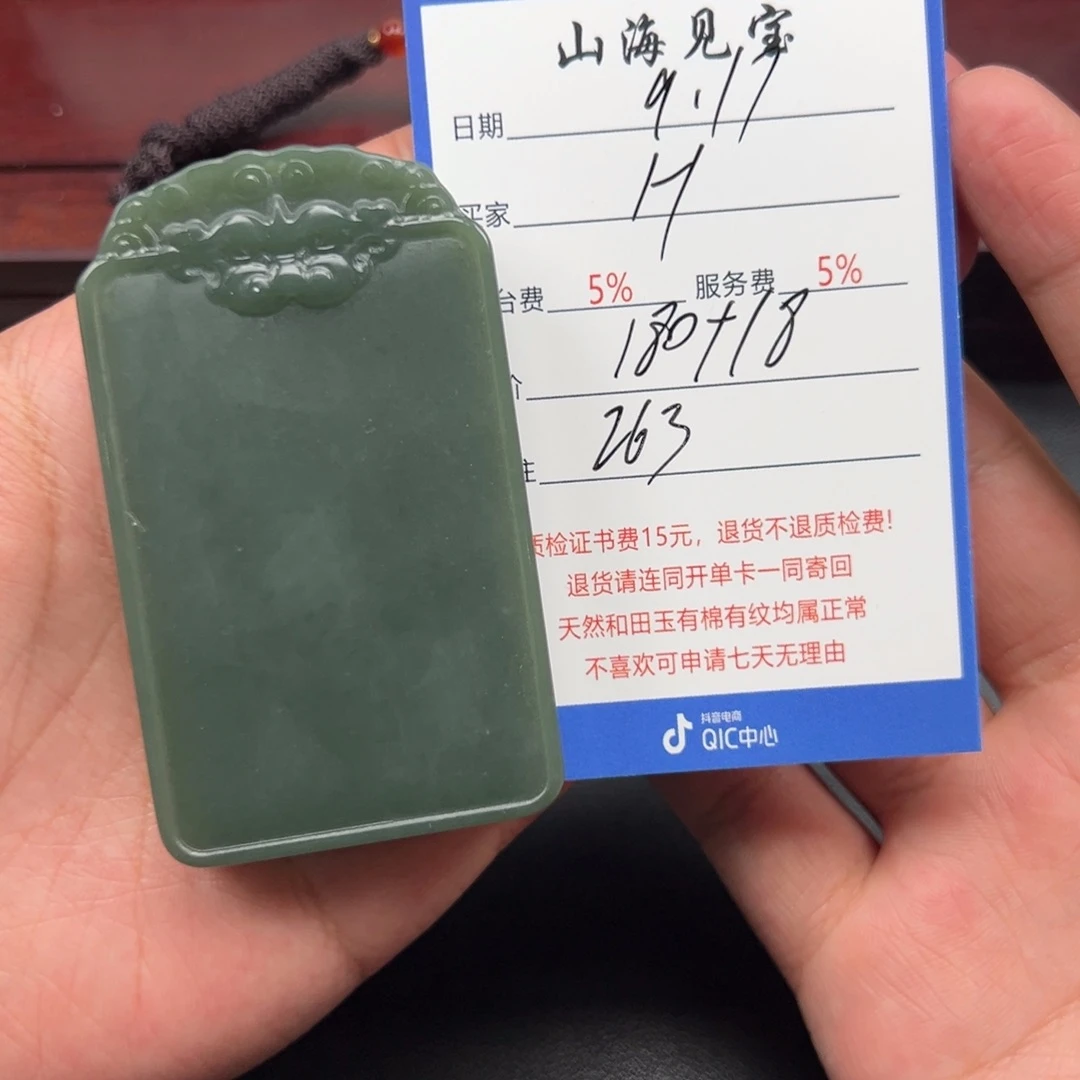 山海见宝
日期 9.17
买家 H
台费 5% 服务费 5%
价 180+18
注 263
质检证书费15元，退货不退质检费！
退货请连同开单卡一同寄回
天然和田玉有棉有纹均属正常
不喜欢可申请七天无理由
抖音电商
QIC中心